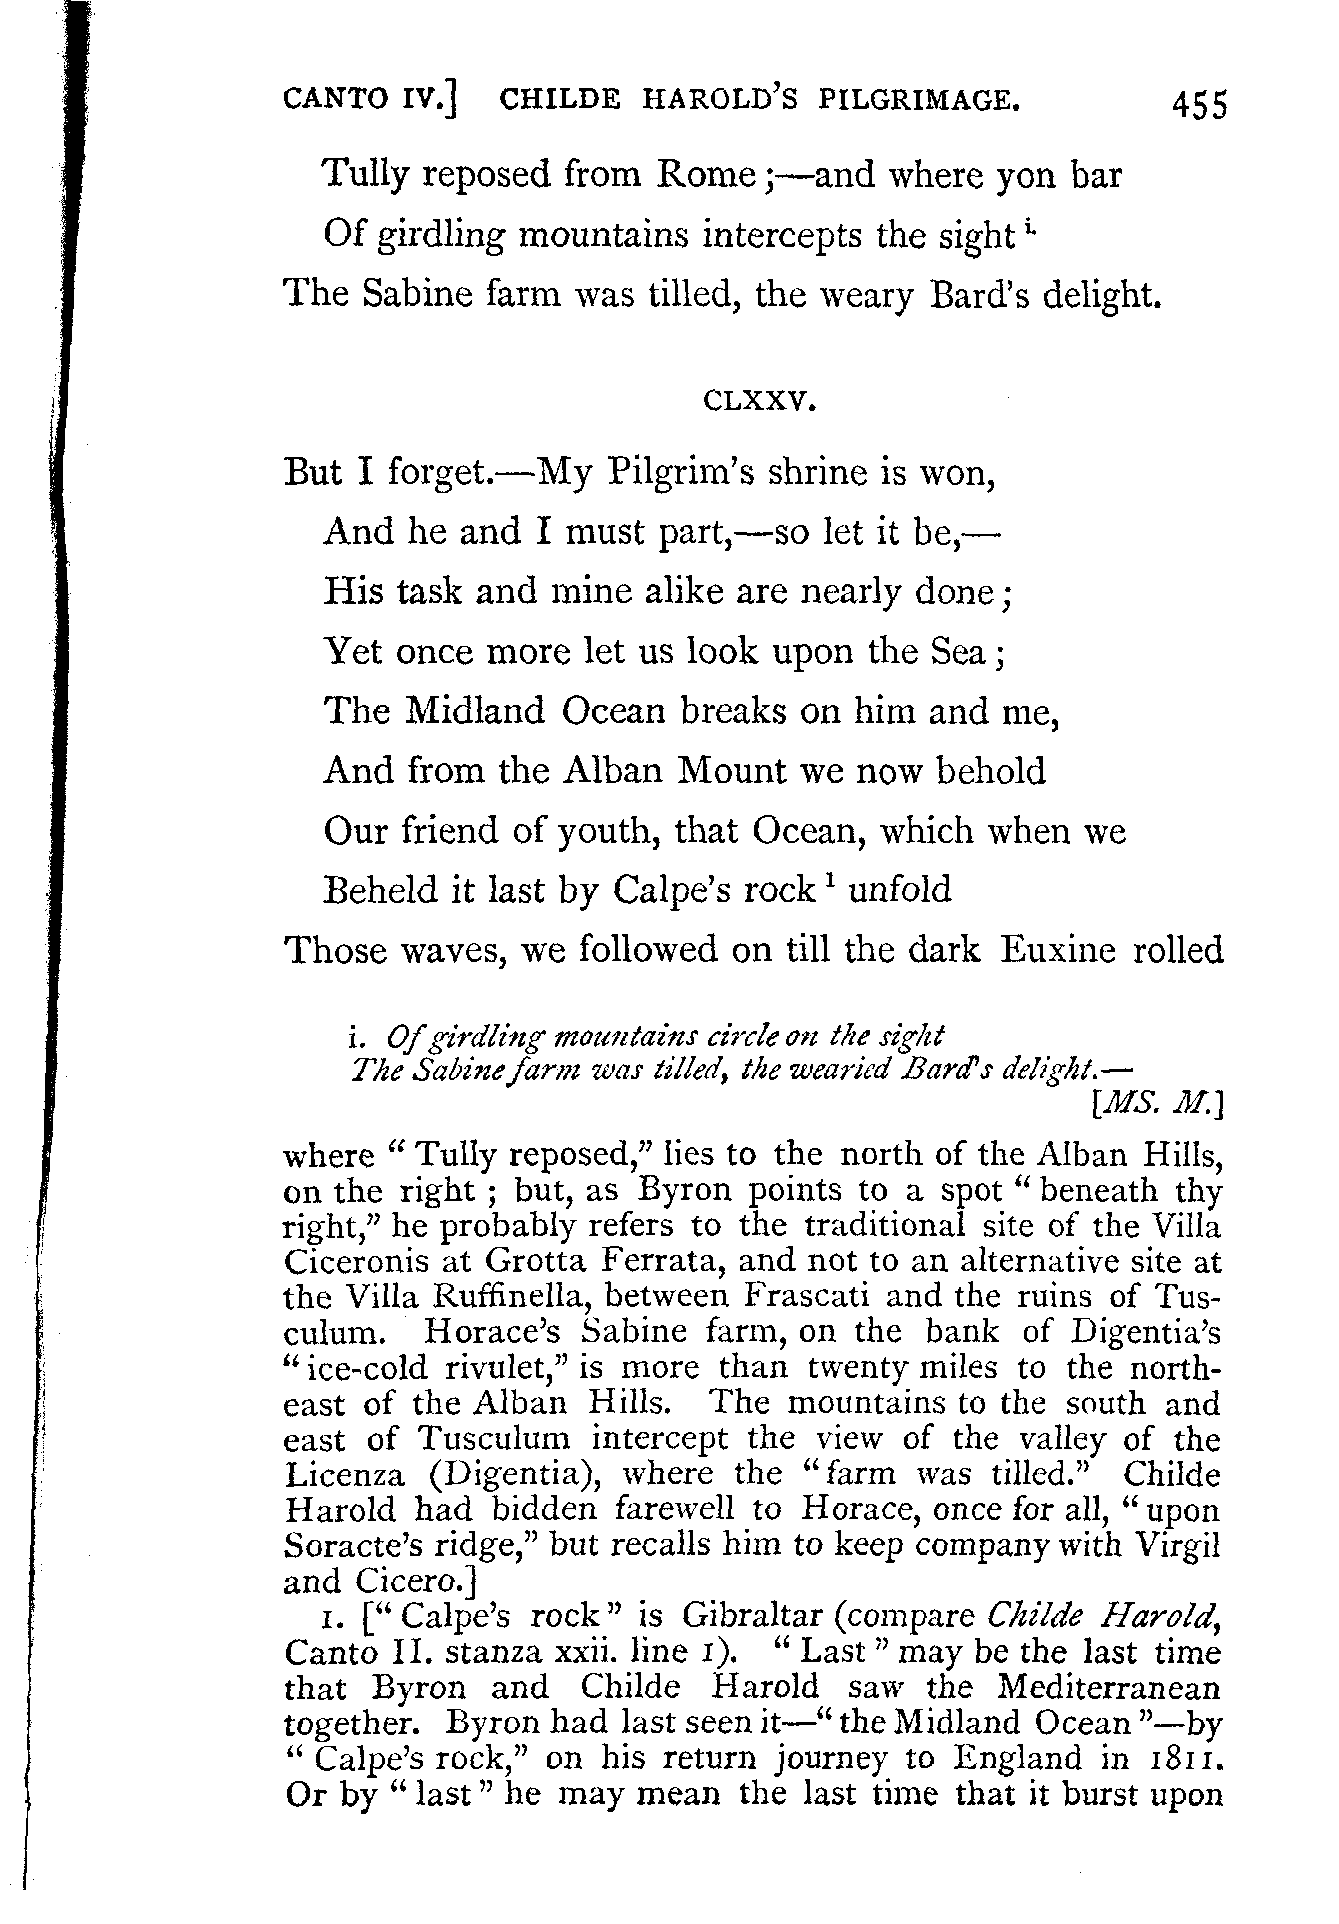 CANTO IV.] CHILDE HAROLD'S PILGRIMAGE. 455
Tully reposed from Rome;—and where yon bar
Of girdling mountains intercepts the sight i.
The Sabine farm was tilled, the weary Bard's delight.
CLXXV.
But I forget.—My Pilgrim's shrine is won,
And he and I must part,—so let it be,—
His task and mine alike are nearly done;
Yet once more let us look upon the Sea;
The Midland Ocean breaks on him and me,
And from the Alban Mount we now behold
Our friend of youth, that Ocean, which when we
Beheld it last by Calpe's rock 1 unfold
Those waves, we followed on till the dark Euxine rolled
i. Of girdling mountains circle on the sight
The Sabine farm was tilled, the wearied Bard's delight.—
[MS. M.]
where "Tully reposed," lies to the north of the Alban Hills,
on the right; but, as Byron points to a spot "beneath thy
right," he probably refers to the traditional site of the Villa
Ciceronis at Grotta Ferrata, and not to an alternative site at
the Villa Ruffinella, between Frascati and the ruins of Tus-
culum. Horace's Sabine farm, on the bank of Digentia's
"ice-cold rivulet," is more than twenty miles to the north-
east of the Alban Hills. The mountains to the south and
east of Tusculum intercept the view of the valley of the
Licenza (Digentia), where the "farm was tilled." Childe
Harold had bidden farewell to Horace, once for all, "upon
Soracte's ridge," but recalls him to keep company with Virgil
and Cicero.]
1. ["Calpe's rock" is Gibraltar (compare Childe Harold,
Canto II. stanza xxii. line 1). "Last" may be the last time
that Byron and Childe Harold saw the Mediterranean
together. Byron had last seen it—"the Midland Ocean"—by
"Calpe's rock," on his return journey to England in 1811.
Or by "last" he may mean the last time that it burst upon